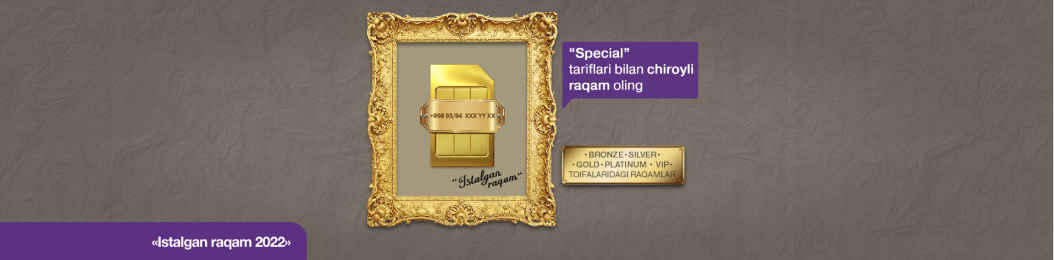 “Special”
tariflari bilan chiroyli
raqam oling
+998 93/94 XXX YY XX
“Istalgan
raqam”
•BRONZE•SILVER•
•GOLD•PLATINUM • VIP•
TOIFALARIDAGI RAQAMLAR
«Istalgan raqam 2022»